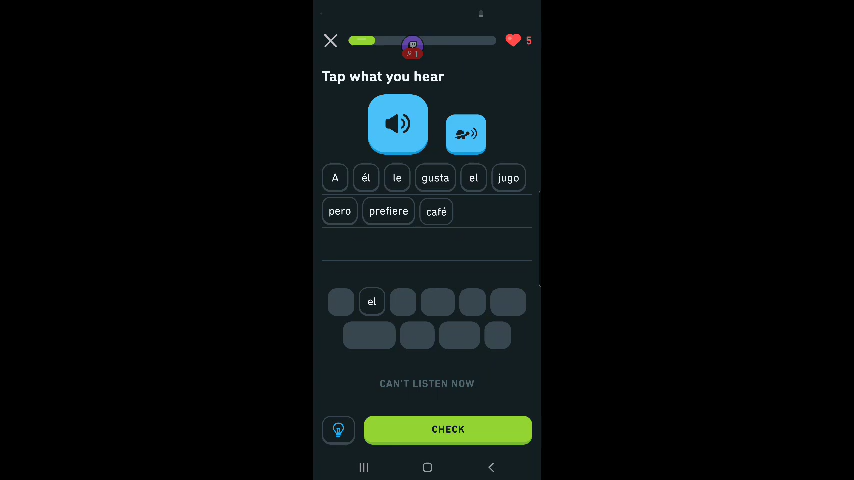 5
Tap what you hear
A él le gusta el jugo
pero prefiere café
el
CAN'T LISTEN NOW
CHECK